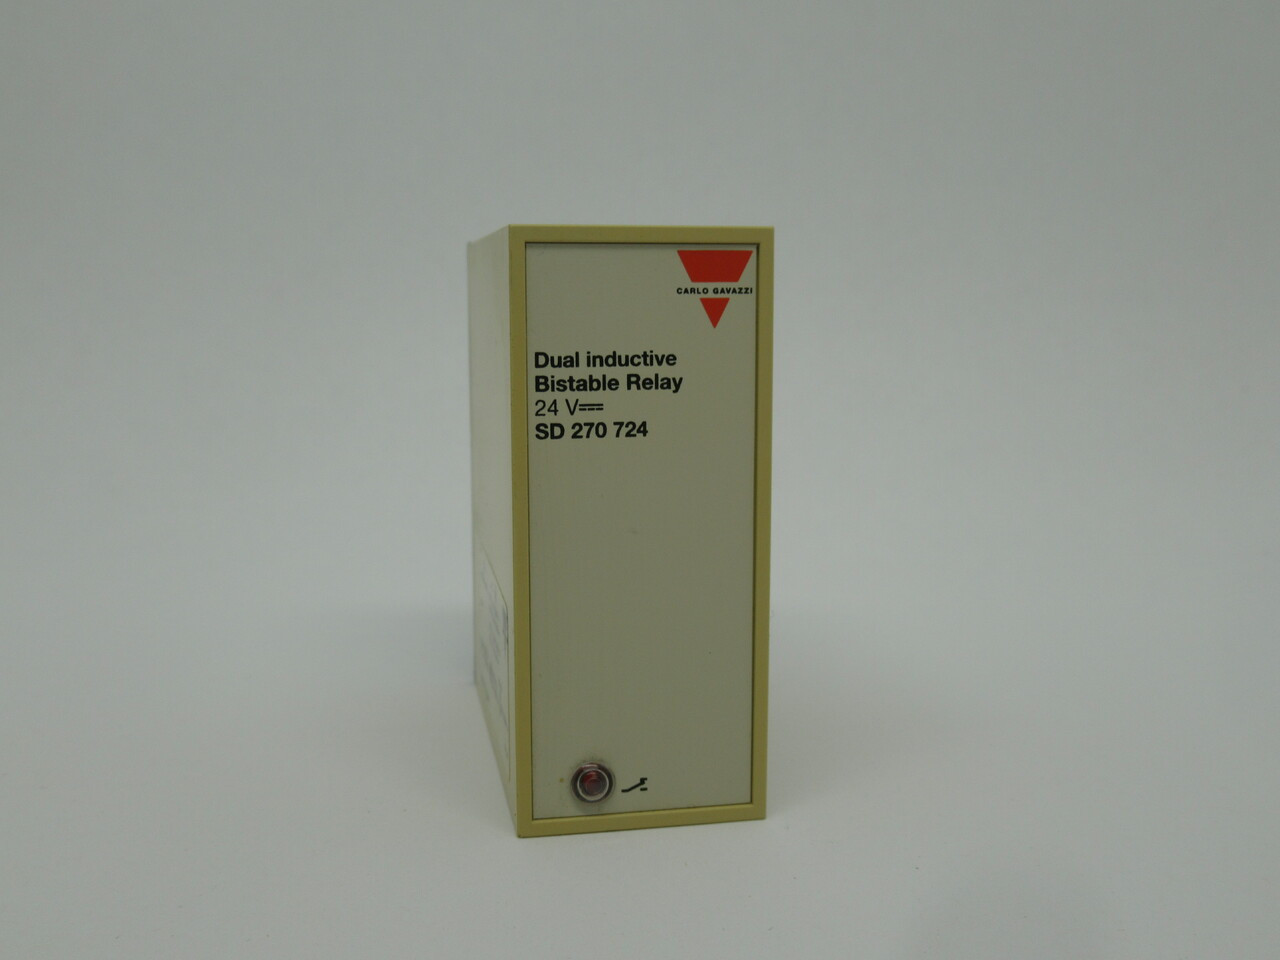 CARLO GAVAZZI
Dual inductive
Bistable Relay
24 V⎓
SD 270 724